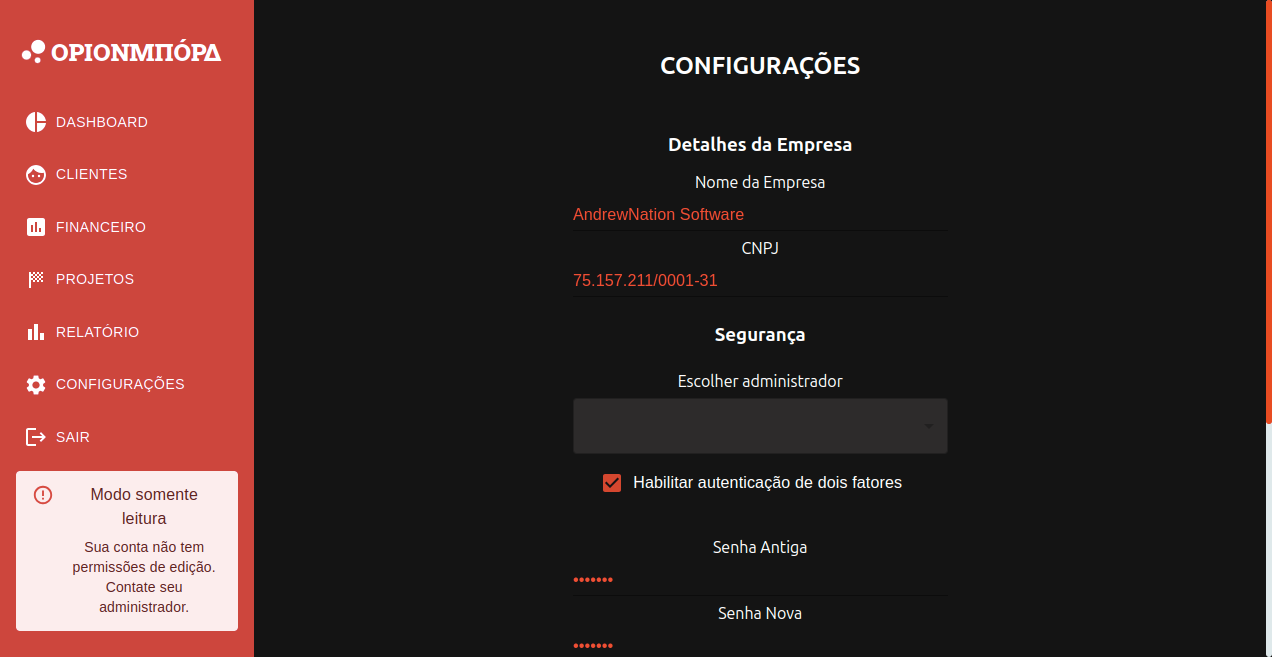 ΟΡΙΟΝΜΠΌΡΔ
DASHBOARD
CLIENTES
FINANCEIRO
PROJETOS
RELATÓRIO
CONFIGURAÇÕES
SAIR
Modo somente
leitura
Sua conta não tem
permissões de edição.
Contate seu
administrador.
CONFIGURAÇÕES
Detalhes da Empresa
Nome da Empresa
AndrewNation Software
CNPJ
75.157.211/0001-31
Segurança
Escolher administrador
Habilitar autenticação de dois fatores
Senha Antiga
•••••••
Senha Nova
•••••••